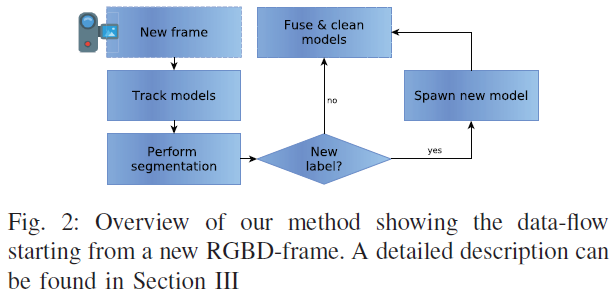 New frame
Track models
Perform
segmentation
New
label?
no
yes
Fuse & clean
models
Spawn new model
Fig. 2: Overview of our method showing the data-flow
starting from a new RGBD-frame. A detailed description can
be found in Section III